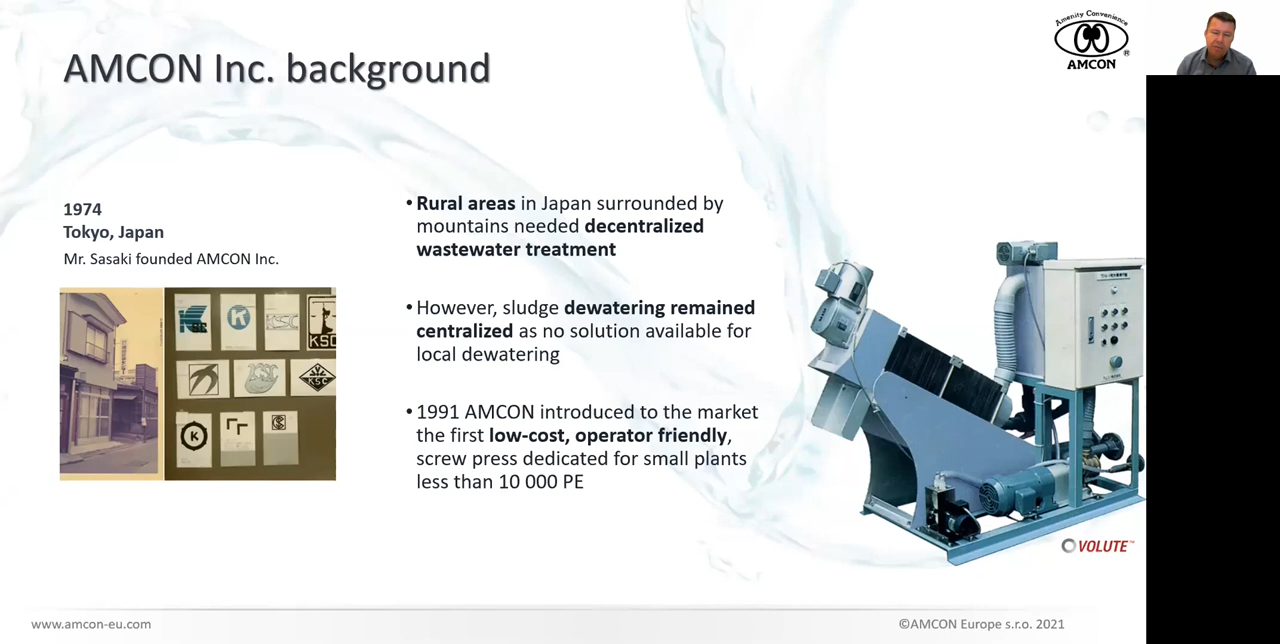 AMCON Inc. background
Amenity Convenience
AMCON
®
1974
Tokyo, Japan
Mr. Sasaki founded AMCON Inc.
K
KSC
KSC
K
• Rural areas in Japan surrounded by
mountains needed decentralized
wastewater treatment
• However, sludge dewatering remained
centralized as no solution available for
local dewatering
• 1991 AMCON introduced to the market
the first low-cost, operator friendly,
screw press dedicated for small plants
less than 10 000 PE
VOLUTE™
www.amcon-eu.com
©AMCON Europe s.r.o. 2021